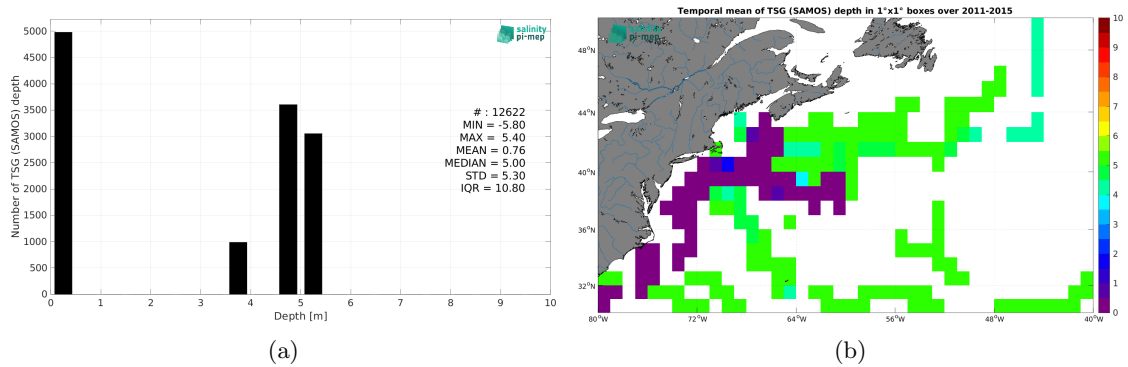 salinity
pi-mep
5000
4500
4000
3500
3000
2500
2000
1500
1000
500
0
Number of TSG (SAMOS) depth
# : 12622
MIN = -5.80
MAX = 5.40
MEAN = 0.76
MEDIAN = 5.00
STD = 5.30
IQR = 10.80
0 1 2 3 4 5 6 7 8 9 10
Depth [m]
(a)
Temporal mean of TSG (SAMOS) depth in 1°x1° boxes over 2011-2015
salinity
pi-mep
48°N
44°N
40°N
36°N
32°N
80°W 72°W 64°W 56°W 48°W 40°W
10
9
8
7
6
5
4
3
2
1
0
(b)